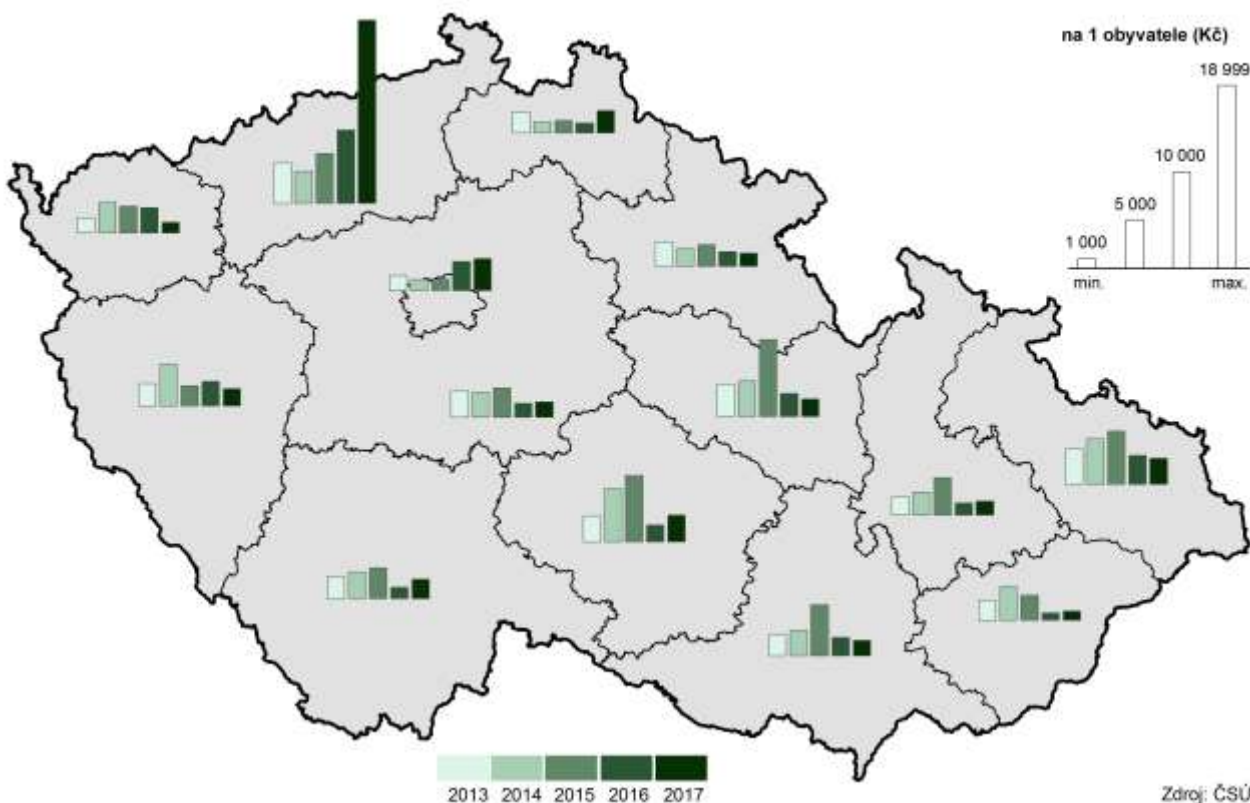 na 1 obyvatele (Kč)
18 999
10 000
5 000
1 000
min.
max.
2013 2014 2015 2016 2017
Zdroj: ČSÚ